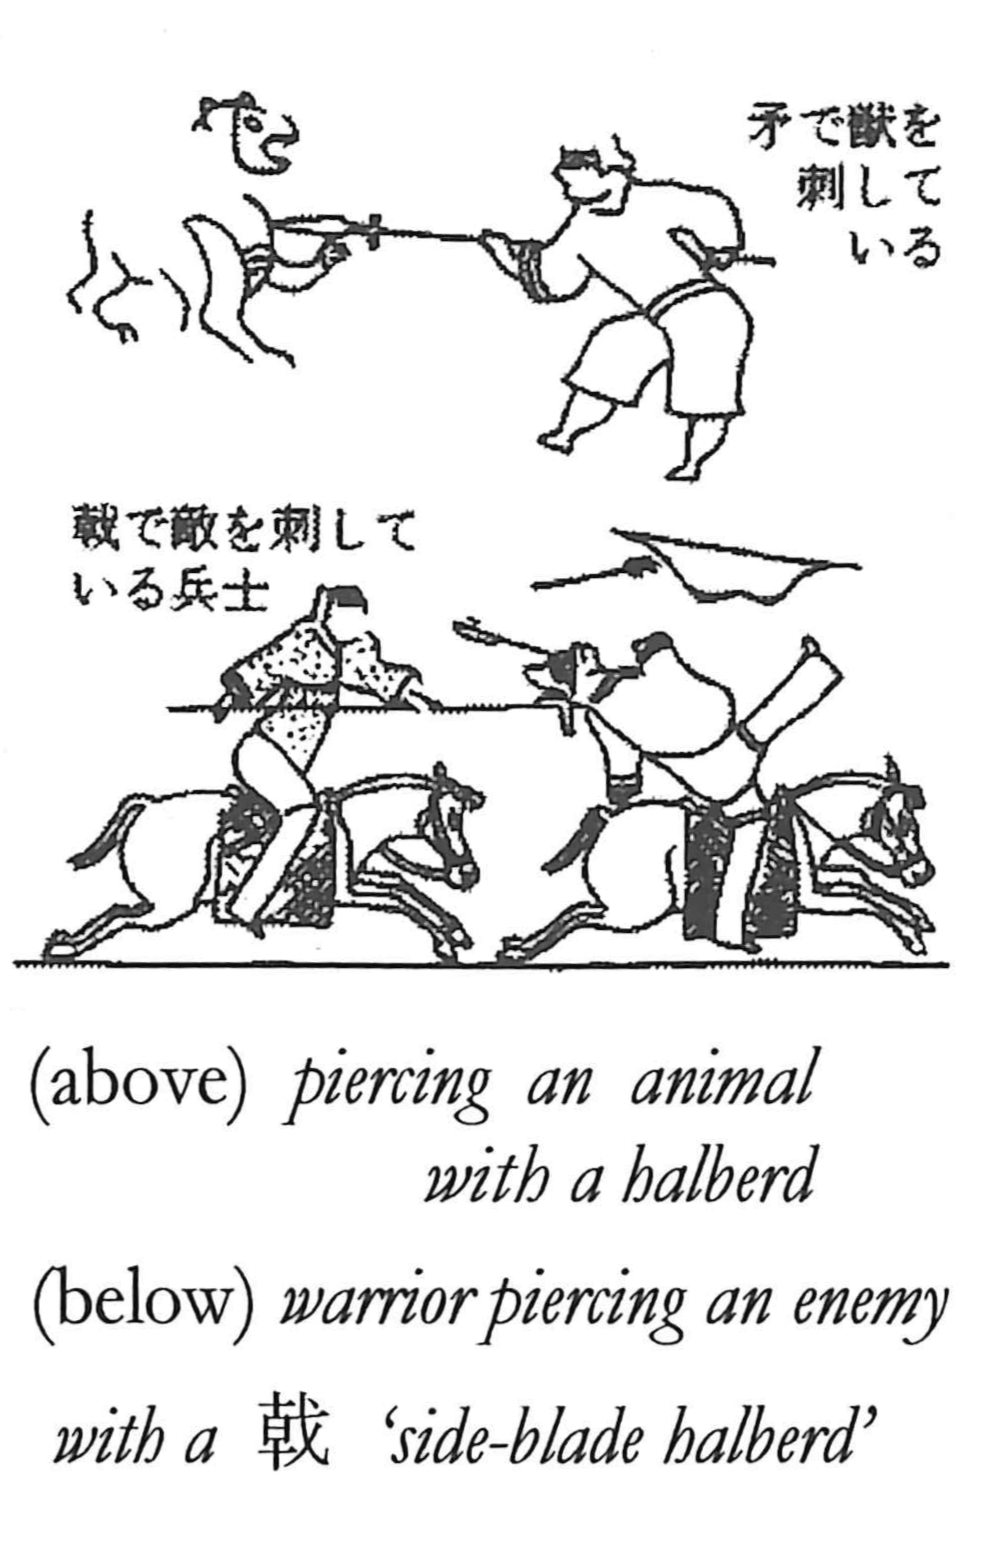 矛で獣を
刺して
いる
戟で敵を刺して
いる兵士
(above) piercing an animal
with a halberd
(below) warrior piercing an enemy
with a 戟 ‘side-blade halberd’